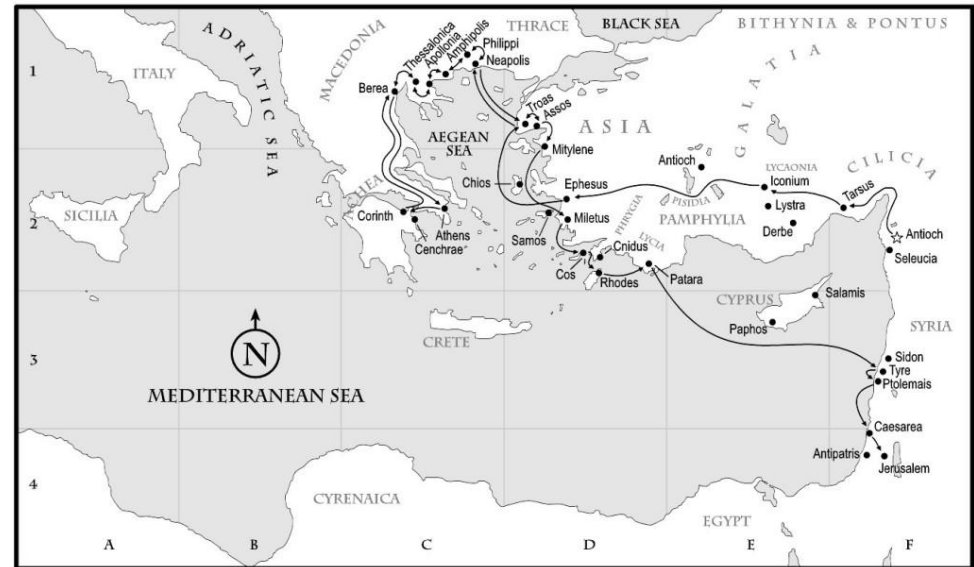 ADRIATIC SEA
MACEDONIA
THRACE
BLACK SEA
BITHYNIA & PONTUS
Thessalonica
Apollonia
Amphipolis
Philippi
Neapolis
1
ITALY
Berea
GALATIA
Troas
Assos
ASIA
AEGEAN
SEA
Mitylene
Antioch
LYCAONIA
CILICIA
Chios
Ephesus
Iconium
Tarsus
ACHEA
PISIDIA
SICILIA
Corinth
PHRYGIA
PAMPHYLIA
Lystra
2
Miletus
Derbe
Athens
Cenchrae
Samos
LYCIA
Antioch
Cnidus
Seleucia
Cos
Rhodes
Patara
CYPRUS
Salamis
Paphos
SYRIA
CRETE
N
3
Sidon
Tyre
Ptolemais
MEDITERRANEAN SEA
Caesarea
Antipatris
Jerusalem
4
CYRENAICA
EGYPT
A
B
C
D
E
F